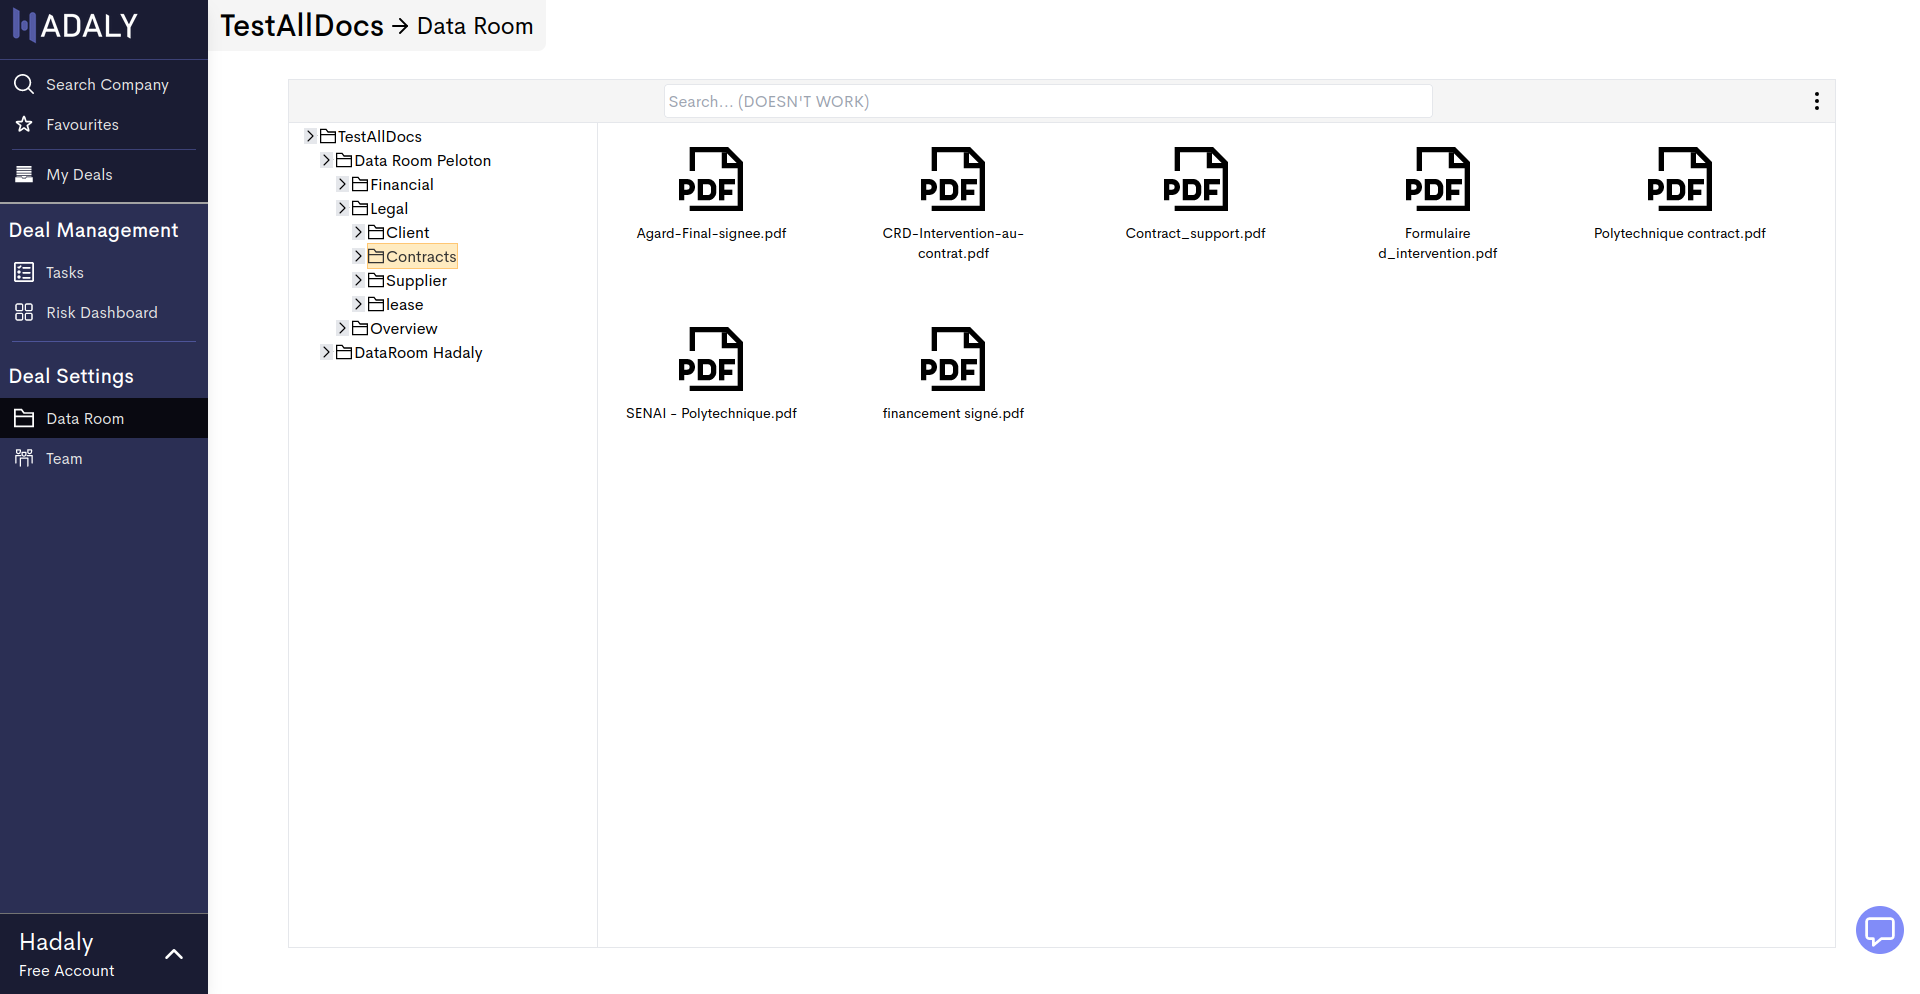 HADALY
Search Company
Favourites
My Deals
Deal Management
Tasks
Risk Dashboard
Deal Settings
Data Room
Team
Hadaly
Free Account
TestAllDocs → Data Room
Search... (DOESN'T WORK)
TestAllDocs
Data Room Peloton
Financial
Legal
Client
Contracts
Supplier
lease
Overview
DataRoom Hadaly
PDF
Agard-Final-signee.pdf
PDF
CRD-Intervention-au-
contrat.pdf
PDF
Contract_support.pdf
PDF
Formulaire
d_intervention.pdf
PDF
Polytechnique contract.pdf
PDF
SENAI - Polytechnique.pdf
PDF
financement signé.pdf